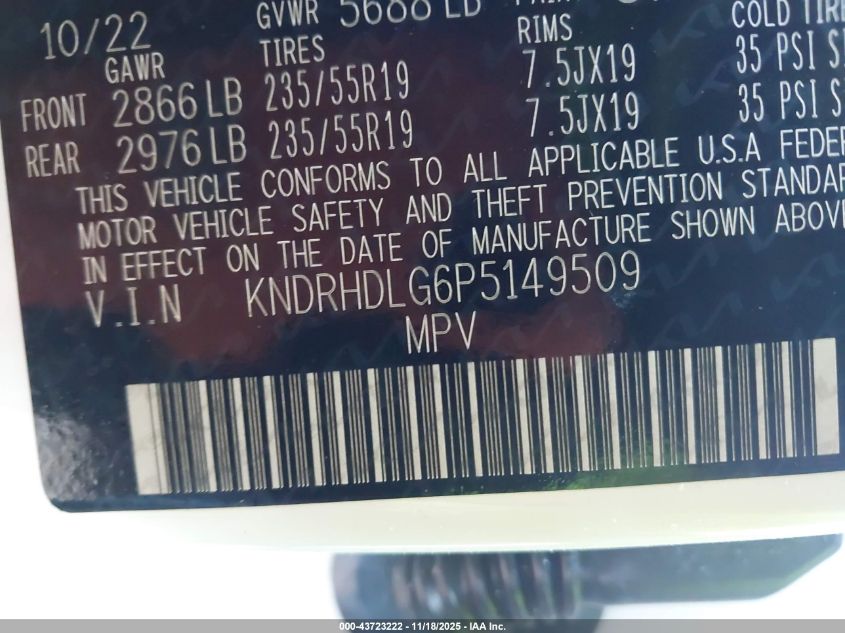 10/22 GVWR 5688 LB
GAWR TIRES RIMS COLD TIRE
FRONT 2866 LB 235/55R19 7.5JX19 35 PSI
REAR 2976 LB 235/55R19 7.5JX19 35 PSI
THIS VEHICLE CONFORMS TO ALL APPLICABLE U.S.A FEDER
MOTOR VEHICLE SAFETY AND THEFT PREVENTION STANDAR
IN EFFECT ON THE DATE OF MANUFACTURE SHOWN ABOVE
V.I.N KNDRHDLG6P5149509
MPV
000-43723222 - 11/18/2025 - IAA Inc.